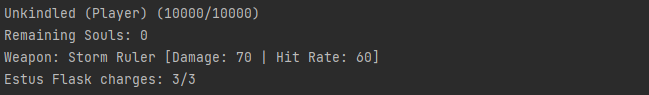 Unkindled (Player) (10000/10000)
Remaining Souls: 0
Weapon: Storm Ruler [Damage: 70 | Hit Rate: 60]
Estus Flask charges: 3/3